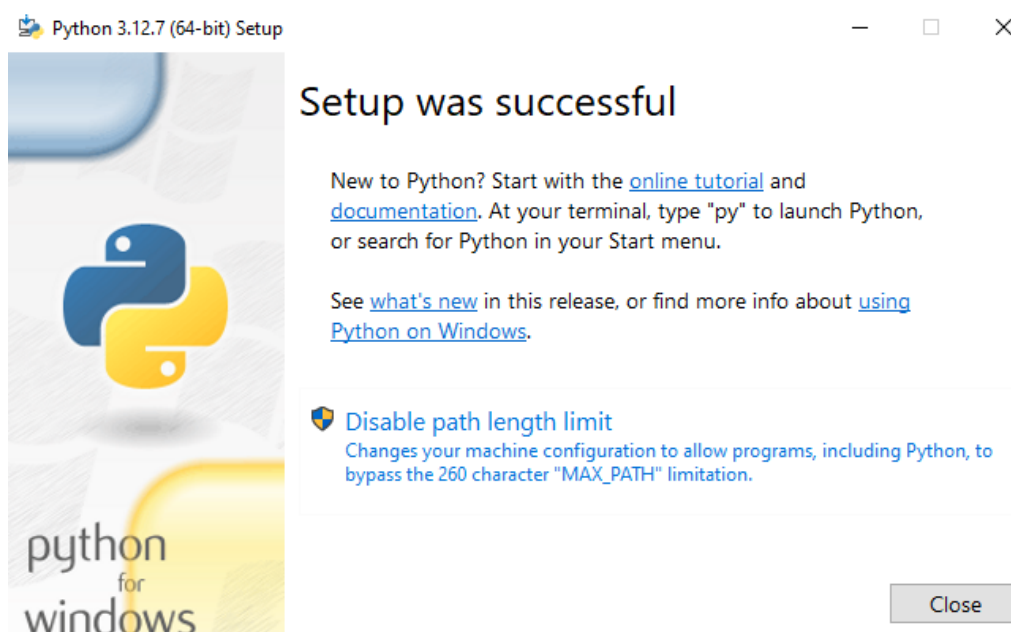 Python 3.12.7 (64-bit) Setup
Setup was successful
New to Python? Start with the online tutorial and
documentation. At your terminal, type "py" to launch Python,
or search for Python in your Start menu.
See what's new in this release, or find more info about using
Python on Windows.
Disable path length limit
Changes your machine configuration to allow programs, including Python, to
bypass the 260 character "MAX_PATH" limitation.
python
for
windows
Close